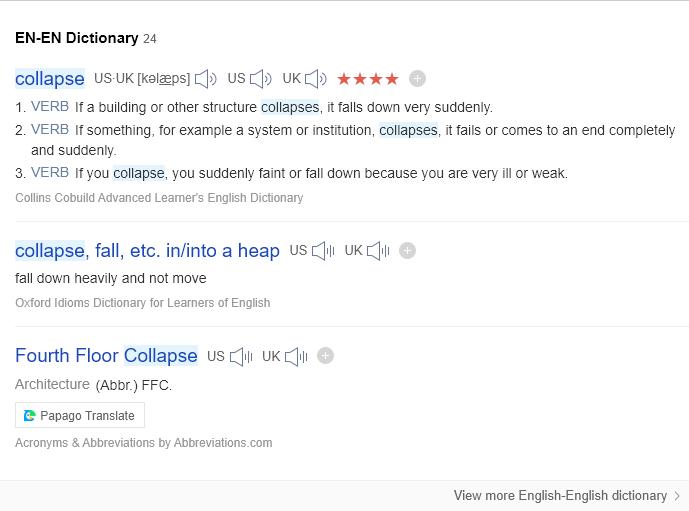 EN-EN Dictionary 24
collapse US·UK [kəlæps] US UK ★★★★
1. VERB If a building or other structure collapses, it falls down very suddenly.
2. VERB If something, for example a system or institution, collapses, it fails or comes to an end completely
and suddenly.
3. VERB If you collapse, you suddenly faint or fall down because you are very ill or weak.
Collins Cobuild Advanced Learner's English Dictionary
collapse, fall, etc. in/into a heap US UK
fall down heavily and not move
Oxford Idioms Dictionary for Learners of English
Fourth Floor Collapse US UK
Architecture (Abbr.) FFC.
Papago Translate
Acronyms & Abbreviations by Abbreviations.com
View more English-English dictionary >